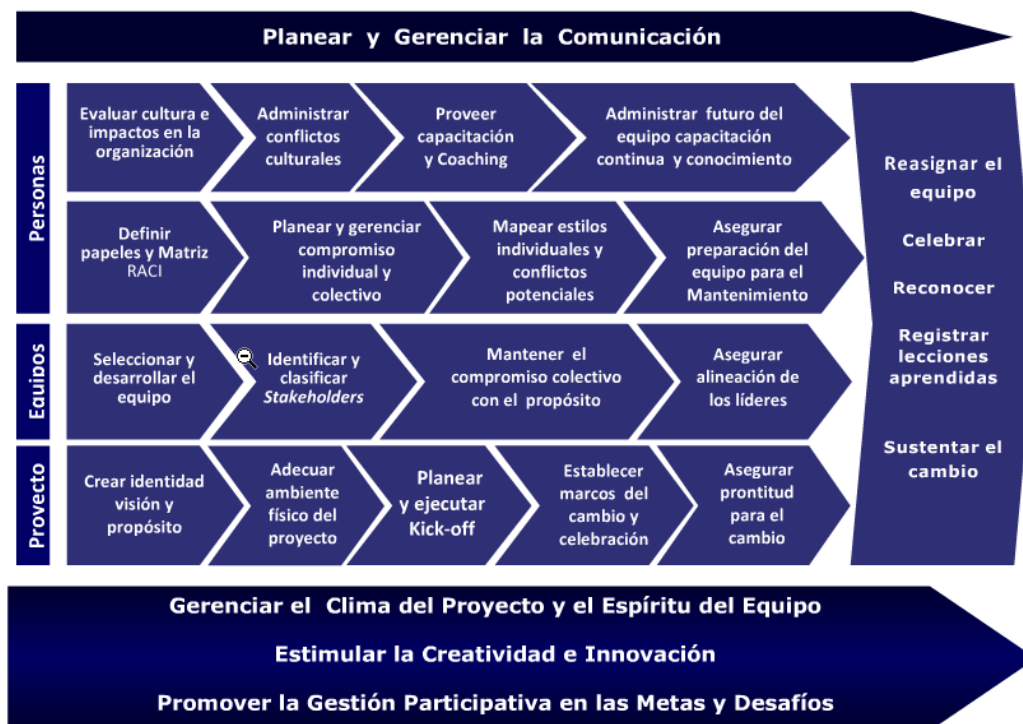 Planear y Gerenciar la Comunicación
Personas
Evaluar cultura e
impactos en la
organización
Administrar
conflictos
culturales
Proveer
capacitación
y Coaching
Administrar futuro del
equipo capacitación
continua y conocimiento
Definir
papeles y Matriz
RACI
Planear y gerenciar
compromiso
individual y
colectivo
Mapear estilos
individuales y
conflictos
potenciales
Asegurar
preparación del
equipo para el
Mantenimiento
Equipos
Seleccionar y
desarrollar el
equipo
Identificar y
clasificar
Stakeholders
Mantener el
compromiso colectivo
con el propósito
Asegurar
alineación de
los líderes
Proyecto
Crear identidad
visión y
propósito
Adecuar
ambiente
físico del
proyecto
Planear
y ejecutar
Kick-off
Establecer
marcos del
cambio y
celebración
Asegurar
prontitud
para el
cambio
Reasignar el
equipo
Celebrar
Reconocer
Registrar
lecciones
aprendidas
Sustentar el
cambio
Gerenciar el Clima del Proyecto y el Espíritu del Equipo
Estimular la Creatividad e Innovación
Promover la Gestión Participativa en las Metas y Desafíos